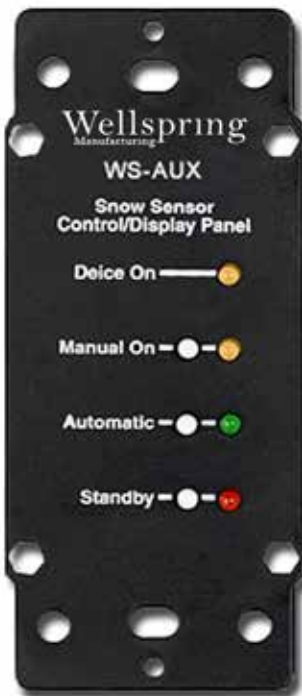 Wellspring
Manufacturing
WS-AUX
Snow Sensor
Control/Display Panel
Deice On
Manual On
Automatic
Standby